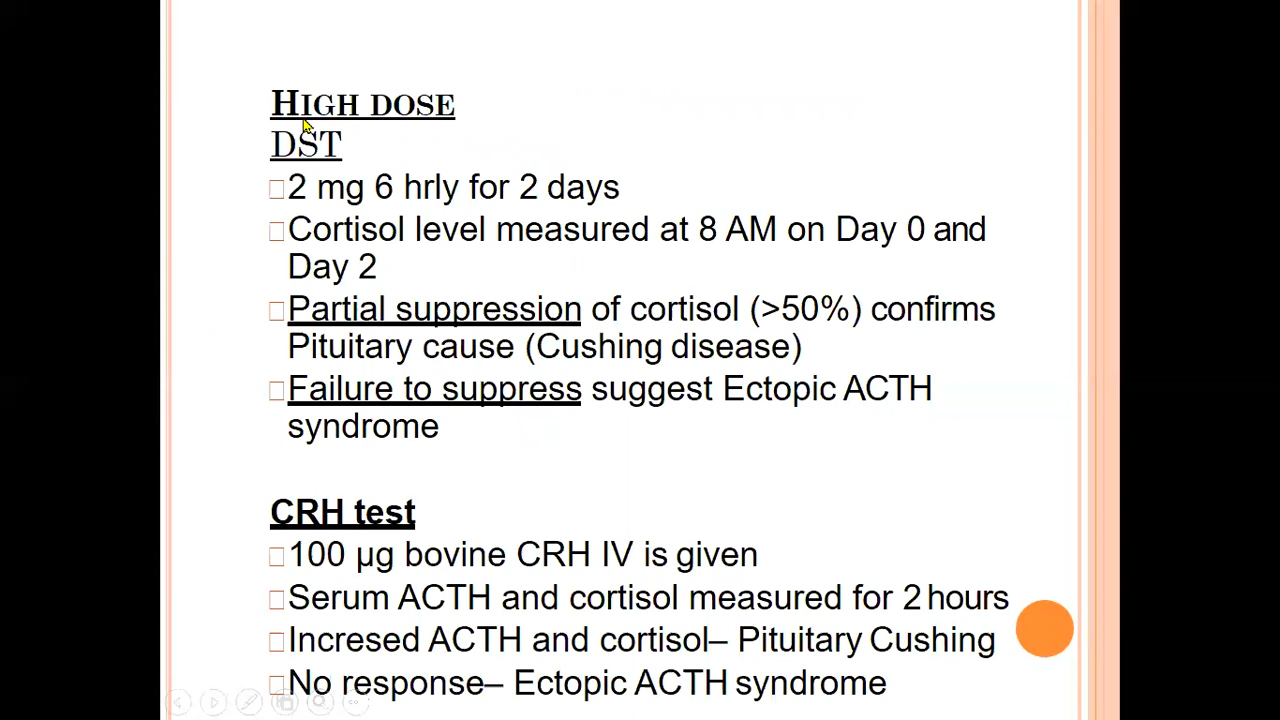 HIGH DOSE
DST
2 mg 6 hrly for 2 days
Cortisol level measured at 8 AM on Day 0 and
Day 2
Partial suppression of cortisol (>50%) confirms
Pituitary cause (Cushing disease)
Failure to suppress suggest Ectopic ACTH
syndrome
CRH test
100 µg bovine CRH IV is given
Serum ACTH and cortisol measured for 2 hours
Incresed ACTH and cortisol– Pituitary Cushing
No response– Ectopic ACTH syndrome